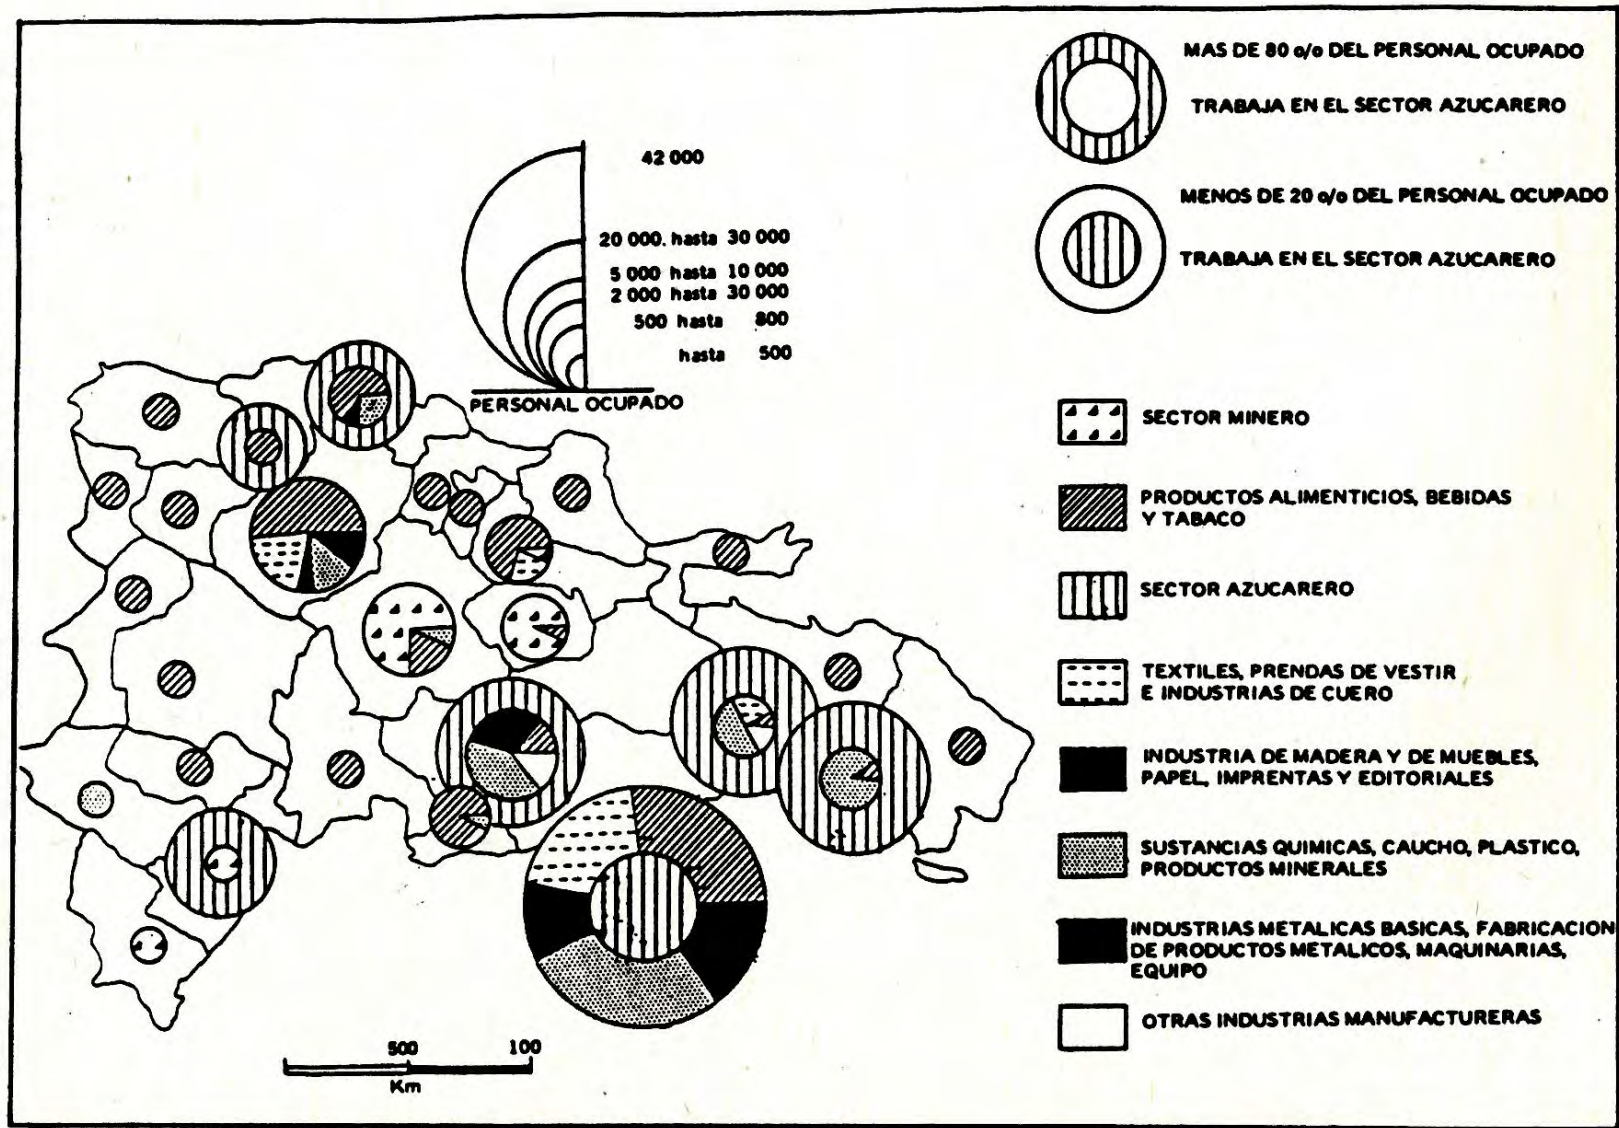 MAS DE 80 o/o DEL PERSONAL OCUPADO
TRABAJA EN EL SECTOR AZUCARERO
MENOS DE 20 o/o DEL PERSONAL OCUPADO
TRABAJA EN EL SECTOR AZUCARERO
42 000
20 000. hasta 30 000
5 000 hasta 10 000
2 000 hasta 30 000
500 hasta 800
hasta 500
PERSONAL OCUPADO
SECTOR MINERO
PRODUCTOS ALIMENTICIOS, BEBIDAS
Y TABACO
SECTOR AZUCARERO
TEXTILES, PRENDAS DE VESTIR
E INDUSTRIAS DE CUERO
INDUSTRIA DE MADERA Y DE MUEBLES,
PAPEL, IMPRENTAS Y EDITORIALES
SUSTANCIAS QUIMICAS, CAUCHO, PLASTICO,
PRODUCTOS MINERALES
INDUSTRIAS METALICAS BASICAS, FABRICACION
DE PRODUCTOS METALICOS, MAQUINARIAS,
EQUIPO
OTRAS INDUSTRIAS MANUFACTURERAS
500 100
Km